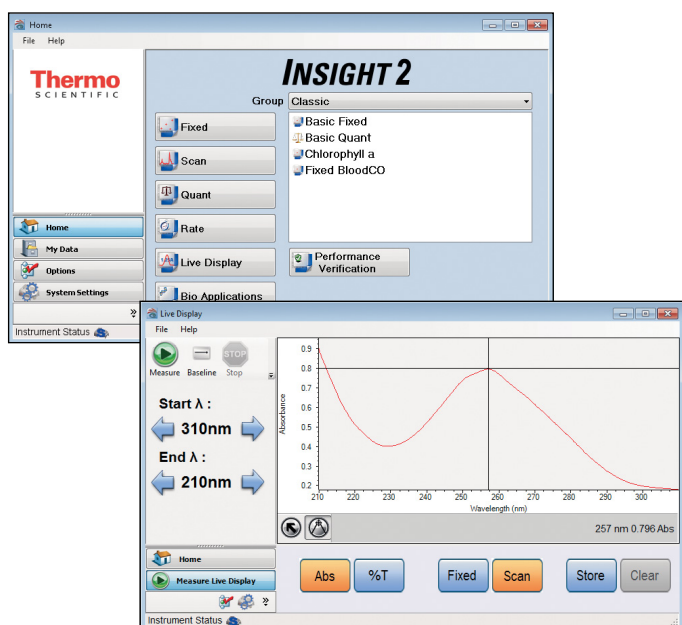 Home
File Help
Thermo
SCIENTIFIC
INSIGHT 2
Group Classic
Fixed
Scan
Quant
Rate
Live Display
Bio Applications
Basic Fixed
Basic Quant
Chlorophyll a
Fixed BloodCO
Performance
Verification
Home
My Data
Options
System Settings
»
Instrument Status
Live Display
File Help
Measure Baseline Stop
STOP
Start λ :
310nm
End λ :
210nm
Absorbance
0.9
0.8
0.7
0.6
0.5
0.4
0.3
0.2
210 220 230 240 250 260 270 280 290 300
Wavelength (nm)
257 nm 0.796 Abs
Home
Measure Live Display
»
Abs %T Fixed Scan Store Clear
Instrument Status